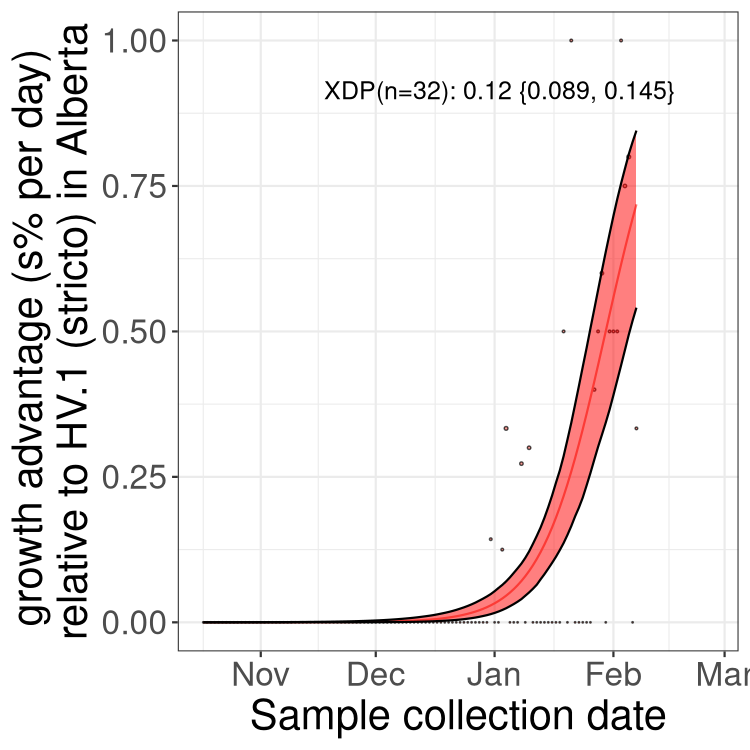 growth advantage (s% per day)
relative to HV.1 (stricto) in Alberta
1.00
0.75
0.50
0.25
0.00
XDP(n=32): 0.12 {0.089, 0.145}
Nov Dec Jan Feb Mar
Sample collection date